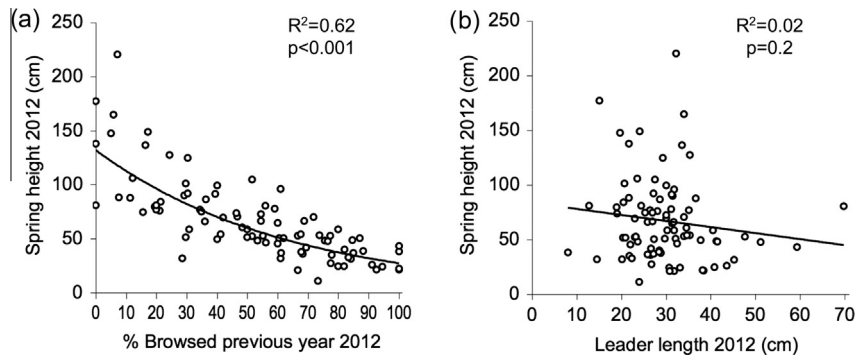 (a)
R²=0.62
p<0.001
Spring height 2012 (cm)
250
200
150
100
50
0
0 10 20 30 40 50 60 70 80 90 100
% Browsed previous year 2012
(b)
R²=0.02
p=0.2
Spring height 2012 (cm)
250
200
150
100
50
0
0 10 20 30 40 50 60 70
Leader length 2012 (cm)